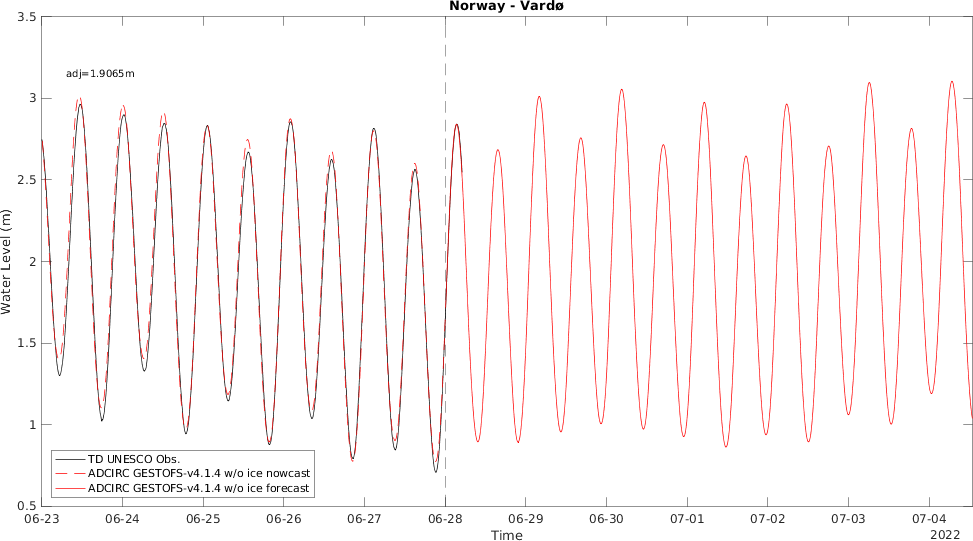 Norway - Vardø
3.5
adj=1.9065m
3
2.5
Water Level (m)
2
1.5
1
TD UNESCO Obs.
ADCIRC GESTOFS-v4.1.4 w/o ice nowcast
ADCIRC GESTOFS-v4.1.4 w/o ice forecast
0.5
06-23 06-24 06-25 06-26 06-27 06-28 06-29 06-30 07-01 07-02 07-03 07-04
Time
2022